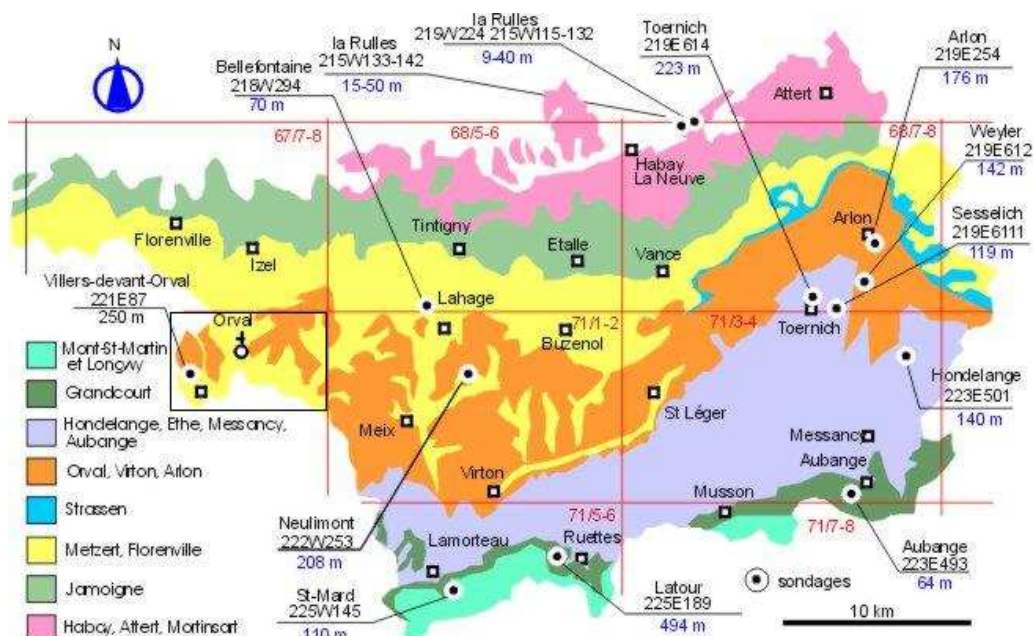 N
la Rulles
219W224 215W115-132
9-40 m
la Rulles
215W133-142
15-50 m
Bellefontaine
218W294
70 m
Toernich
219E614
223 m
Arlon
219E254
176 m
Attert
67/7-8
68/5-6
68/7-8
Weyler
219E612
142 m
Habay
La Neuve
Sesselich
219E6111
119 m
Florenville
Izel
Tintigny
Etalle
Vance
Arlon
Villers-devant-Orval
221E87
250 m
Orval
Lahage
71/1-2
Buzenol
71/3-4
Toernich
Mont-St-Martin
et Longwy
Grandcourt
Hondelange, Ethe, Messancy,
Aubange
Orval, Virton, Arlon
Strassen
Metzert, Florenville
Jamoigne
Habay, Attert, Mortinsart
Hondelange
223E501
140 m
Meix
St Léger
Virton
Messancy
Aubange
Musson
71/5-6
71/7-8
Neulimont
222W253
208 m
Lamorteau
Ruettes
St-Mard
225W145
110 m
Latour
225E189
494 m
sondages
Aubange
223E493
64 m
10 km